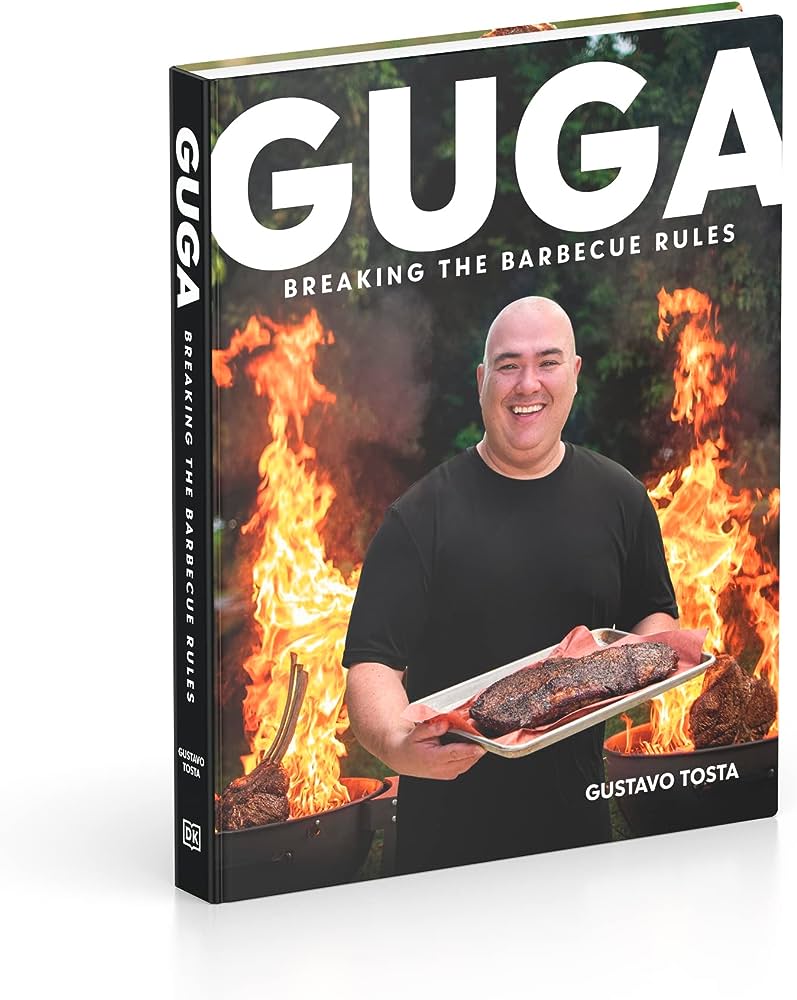 GUGA
BREAKING THE BARBECUE RULES
GUSTAVO TOSTA
GUGA
BREAKING THE BARBECUE RULES
GUSTAVO
TOSTA
DK